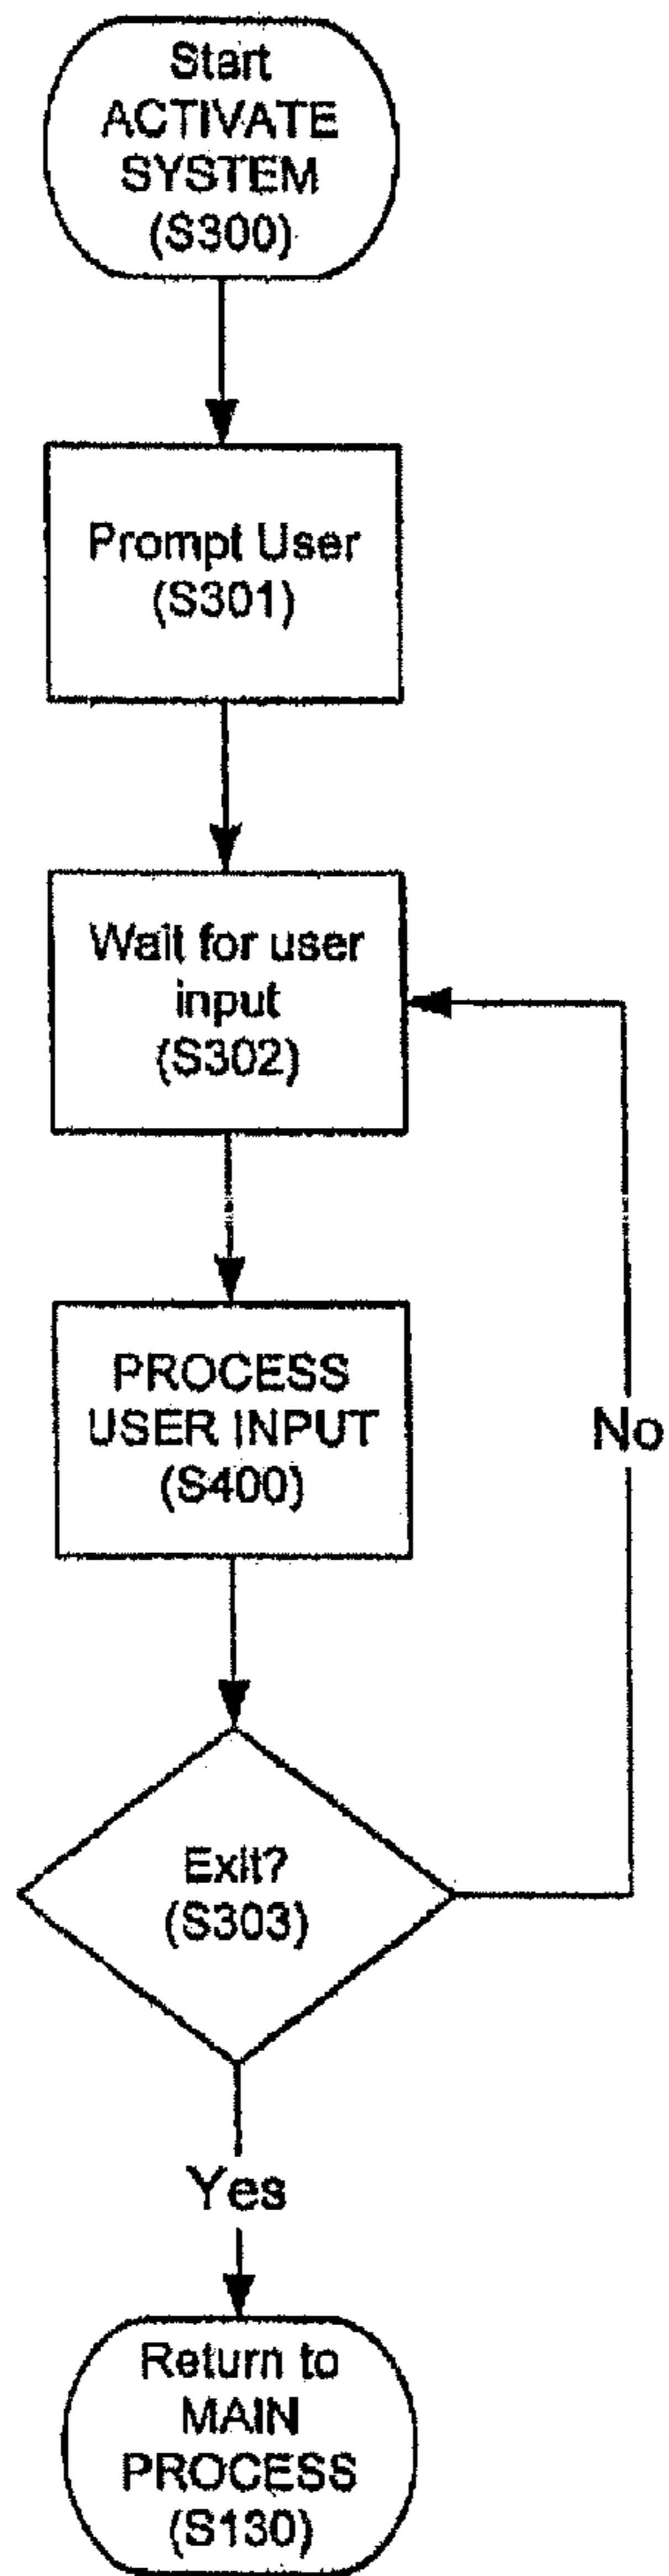 Start
ACTIVATE
SYSTEM
(S300)
Prompt User
(S301)
Wait for user
input
(S302)
PROCESS
USER INPUT
(S400)
No
Exit?
(S303)
Yes
Return to
MAIN
PROCESS
(S130)